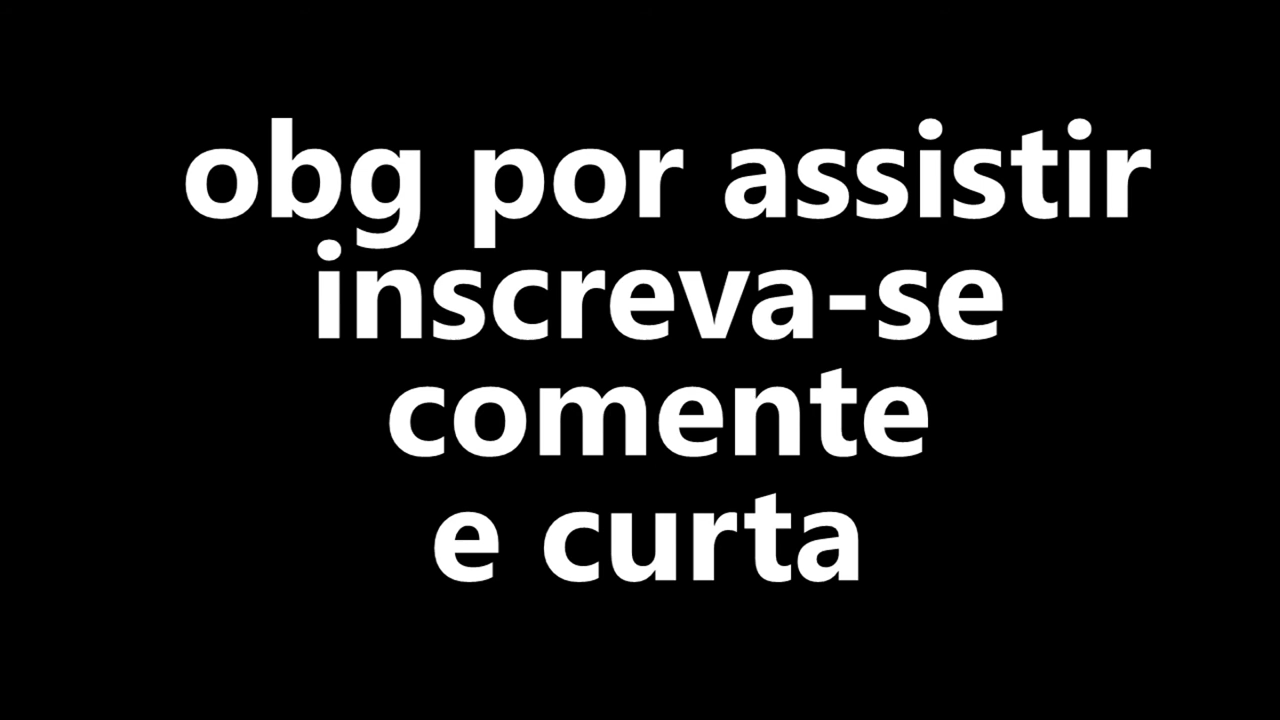 obg por assistir
inscreva-se
comente
e curta